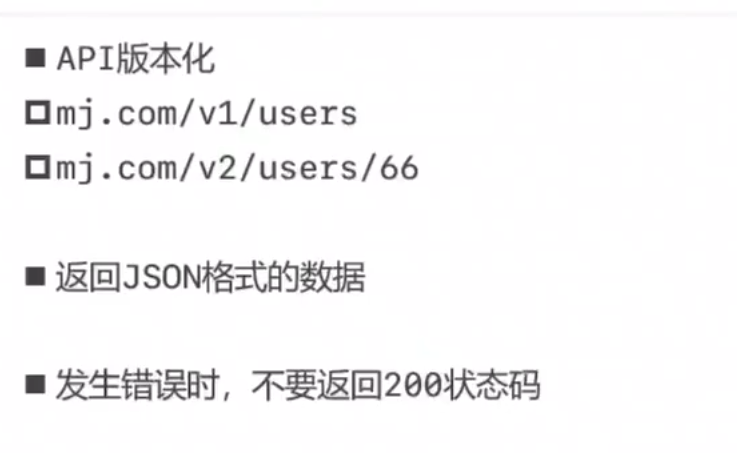 ■ API版本化
□ mj.com/v1/users
□ mj.com/v2/users/66
■ 返回JSON格式的数据
■ 发生错误时，不要返回200状态码